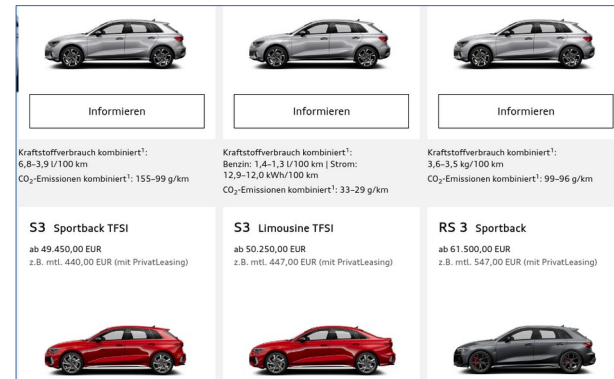 Informieren
Informieren
Informieren
Kraftstoffverbrauch kombiniert¹:
6,8–3,9 l/100 km
CO₂-Emissionen kombiniert¹: 155–99 g/km
Kraftstoffverbrauch kombiniert¹:
Benzin: 1,4–1,3 l/100 km | Strom:
12,9–12,0 kWh/100 km
CO₂-Emissionen kombiniert¹: 33–29 g/km
Kraftstoffverbrauch kombiniert¹:
3,6–3,5 kg/100 km
CO₂-Emissionen kombiniert¹: 99–96 g/km
S3 Sportback TFSI
ab 49.450,00 EUR
z.B. mtl. 440,00 EUR (mit PrivatLeasing)
S3 Limousine TFSI
ab 50.250,00 EUR
z.B. mtl. 447,00 EUR (mit PrivatLeasing)
RS 3 Sportback
ab 61.500,00 EUR
z.B. mtl. 547,00 EUR (mit PrivatLeasing)